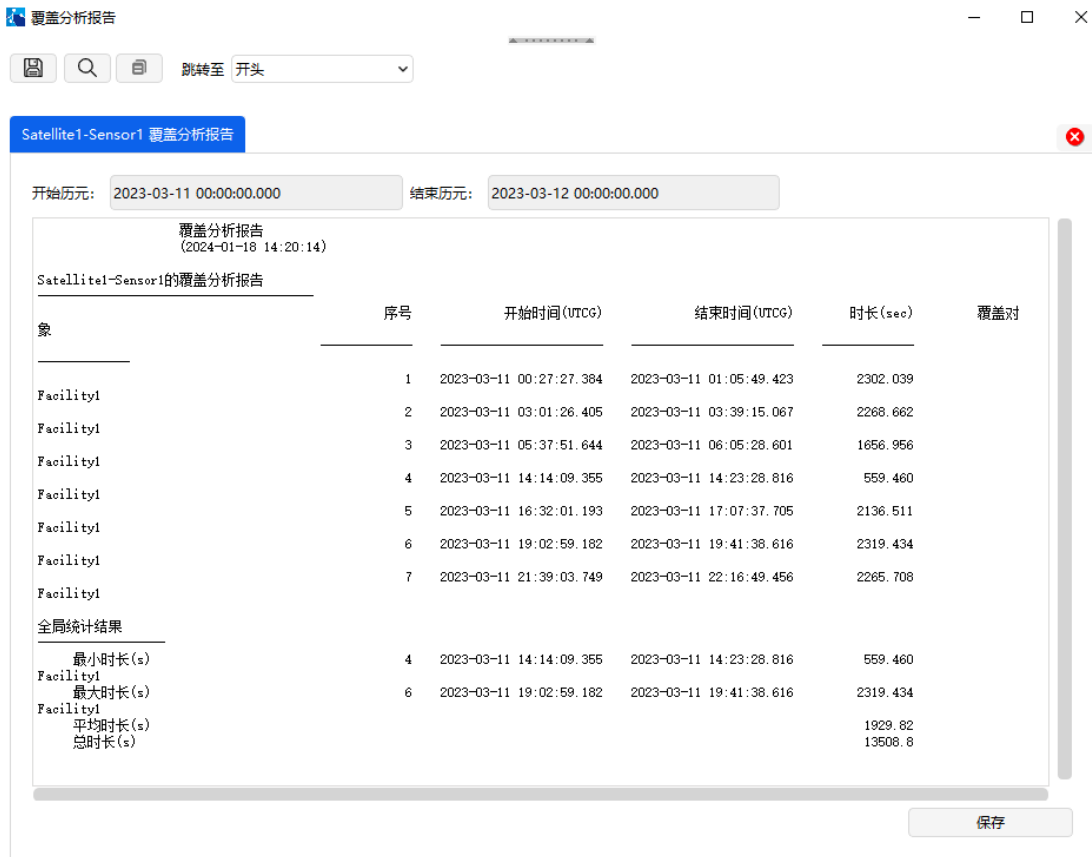 覆盖分析报告
跳转至 开头
Satellite1-Sensor1 覆盖分析报告
开始历元: 2023-03-11 00:00:00.000 结束历元: 2023-03-12 00:00:00.000
覆盖分析报告
(2024-01-18 14:20:14)
Satellite1-Sensor1的覆盖分析报告
序号 开始时间(UTCG) 结束时间(UTCG) 时长(sec) 覆盖对
象
1 2023-03-11 00:27:27.384 2023-03-11 01:05:49.423 2302.039
Facility1
2 2023-03-11 03:01:26.405 2023-03-11 03:39:15.067 2268.662
Facility1
3 2023-03-11 05:37:51.644 2023-03-11 06:05:28.601 1656.956
Facility1
4 2023-03-11 14:14:09.355 2023-03-11 14:23:28.816 559.460
Facility1
5 2023-03-11 16:32:01.193 2023-03-11 17:07:37.705 2136.511
Facility1
6 2023-03-11 19:02:59.182 2023-03-11 19:41:38.616 2319.434
Facility1
7 2023-03-11 21:39:03.749 2023-03-11 22:16:49.456 2265.708
Facility1
全局统计结果
最小时长(s) 4 2023-03-11 14:14:09.355 2023-03-11 14:23:28.816 559.460
Facility1
最大时长(s) 6 2023-03-11 19:02:59.182 2023-03-11 19:41:38.616 2319.434
Facility1
平均时长(s) 1929.82
总时长(s) 13508.8
保存